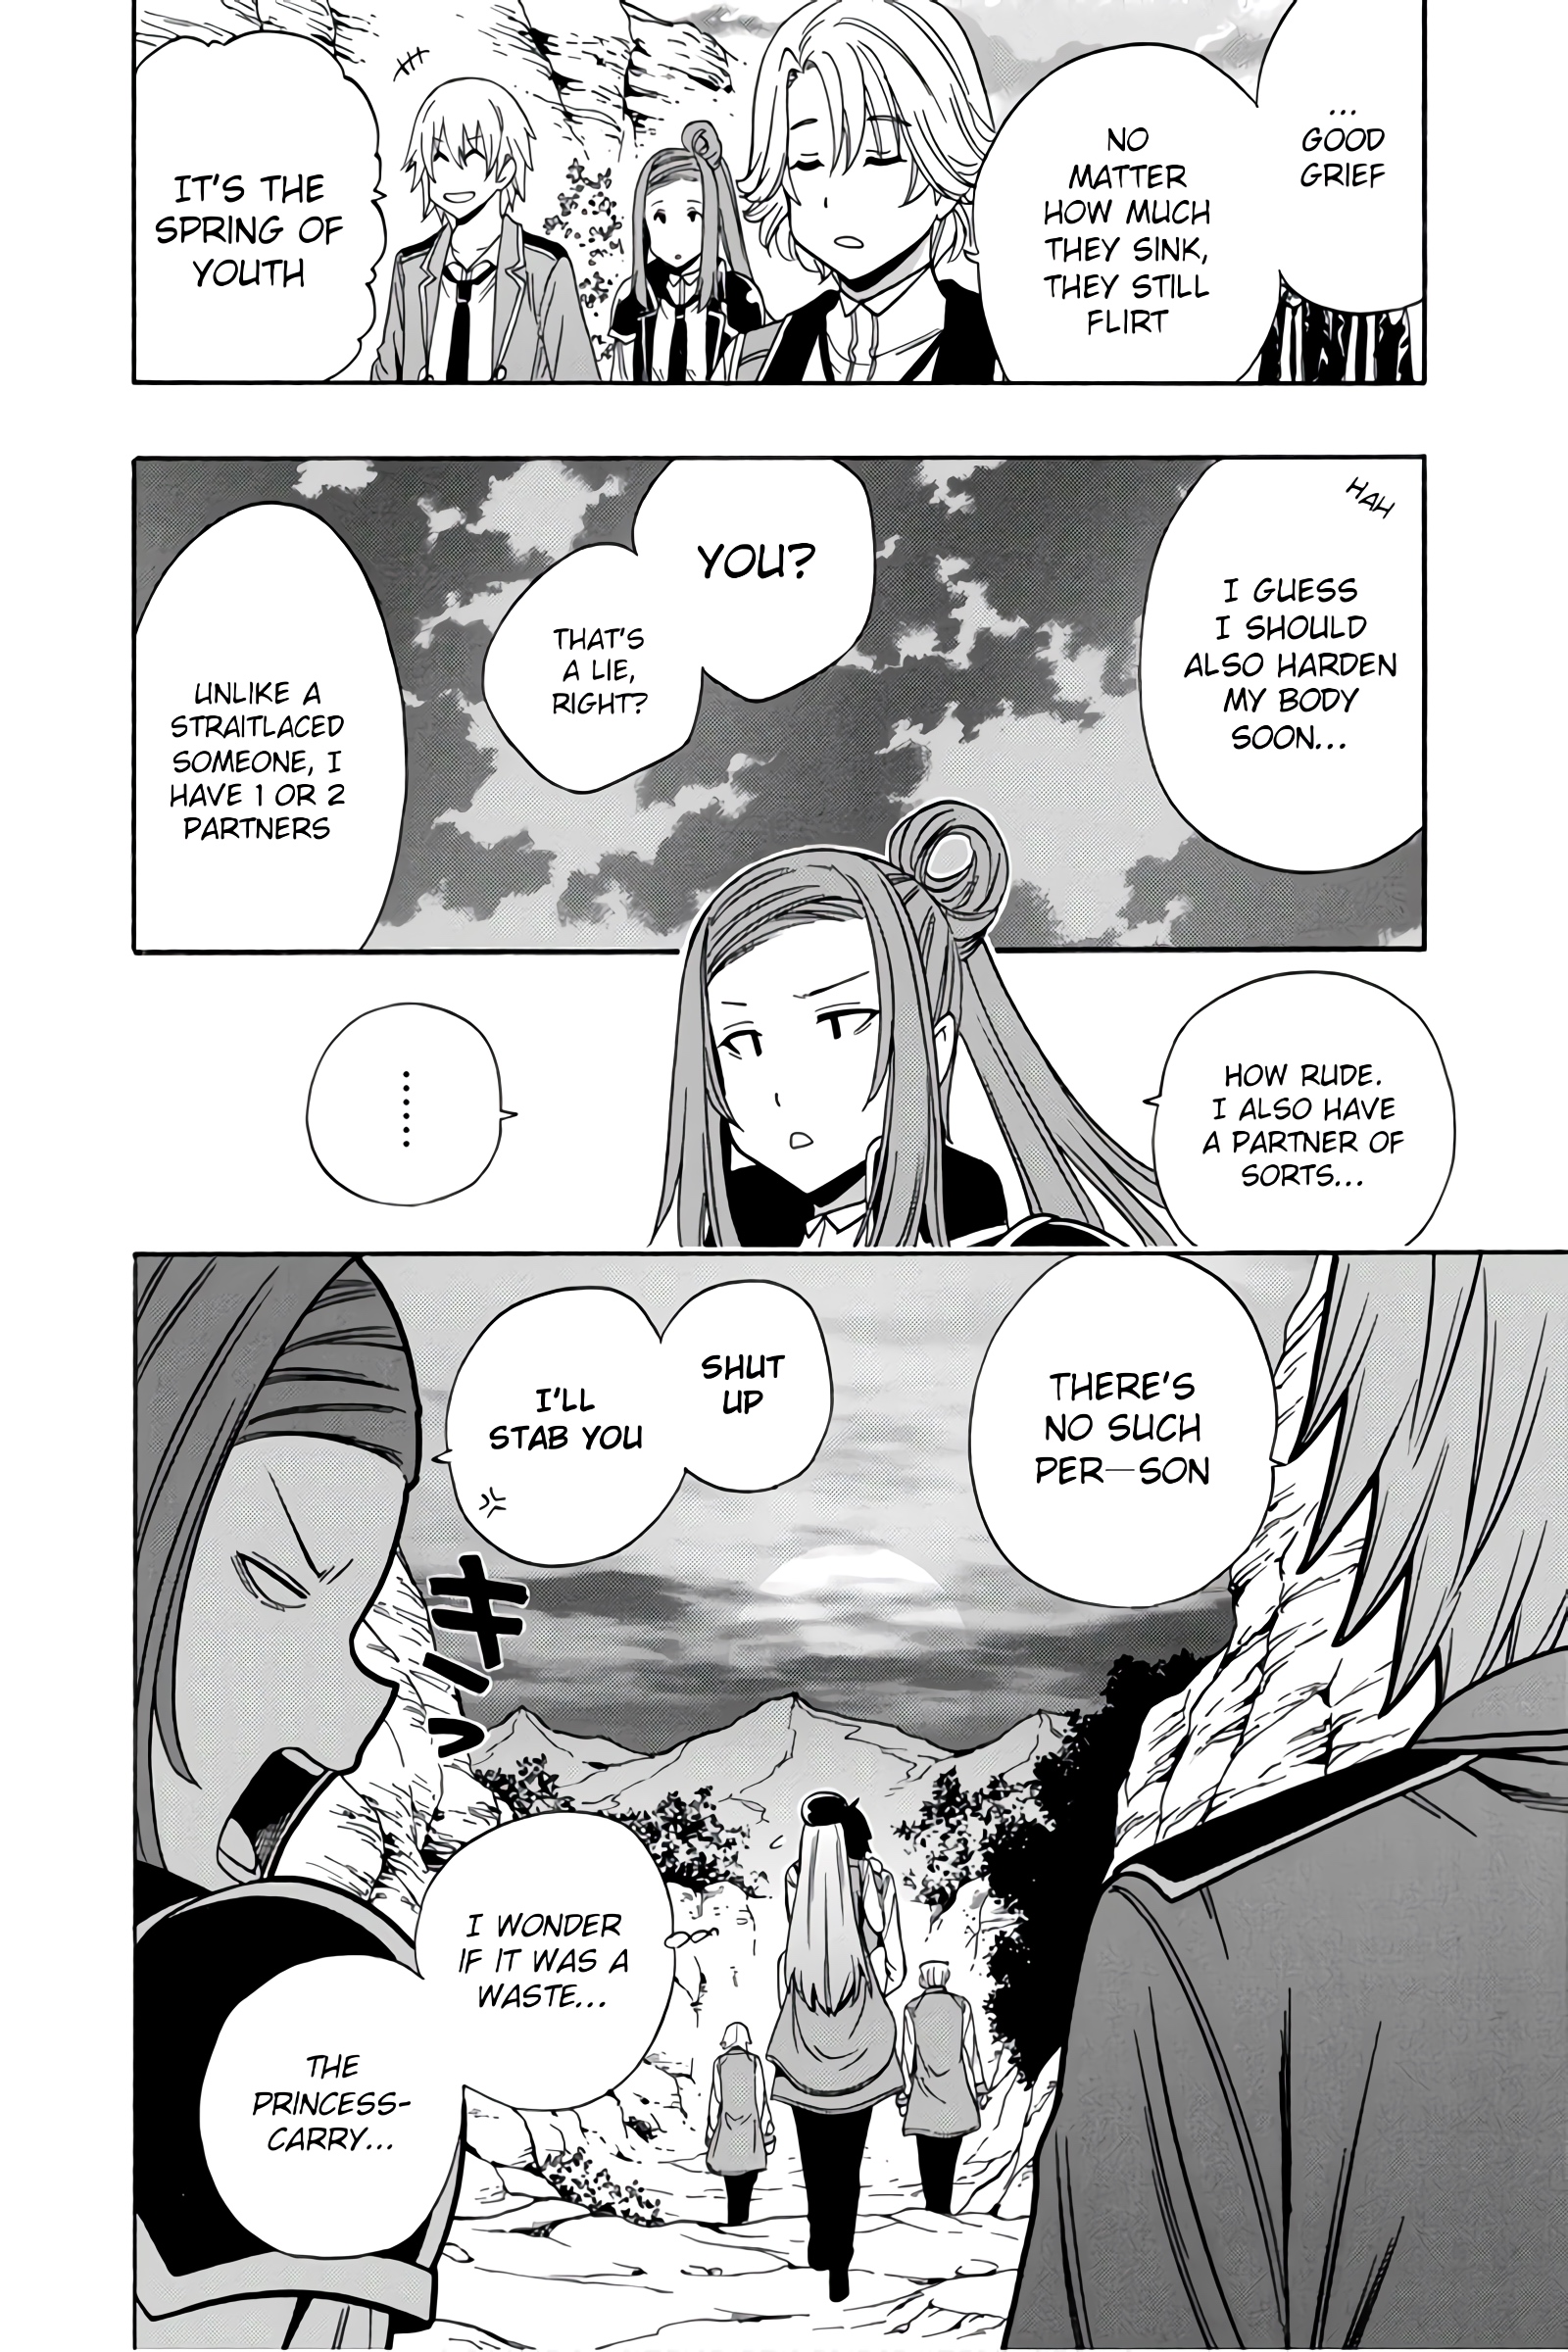 ...
GOOD
GRIEF
NO
MATTER
HOW MUCH
THEY SINK,
THEY STILL
FLIRT
IT'S THE
SPRING OF
YOUTH
HAH
I GUESS
I SHOULD
ALSO HARDEN
MY BODY
SOON...
YOU?
THAT'S
A LIE,
RIGHT?
UNLIKE A
STRAITLACED
SOMEONE, I
HAVE 1 OR 2
PARTNERS
HOW RUDE.
I ALSO HAVE
A PARTNER OF
SORTS...
.......
THERE'S
NO SUCH
PER—SON
SHUT
UP
I'LL
STAB YOU
キーっ
I WONDER
IF IT WAS A
WASTE...
THE
PRINCESS-
CARRY...